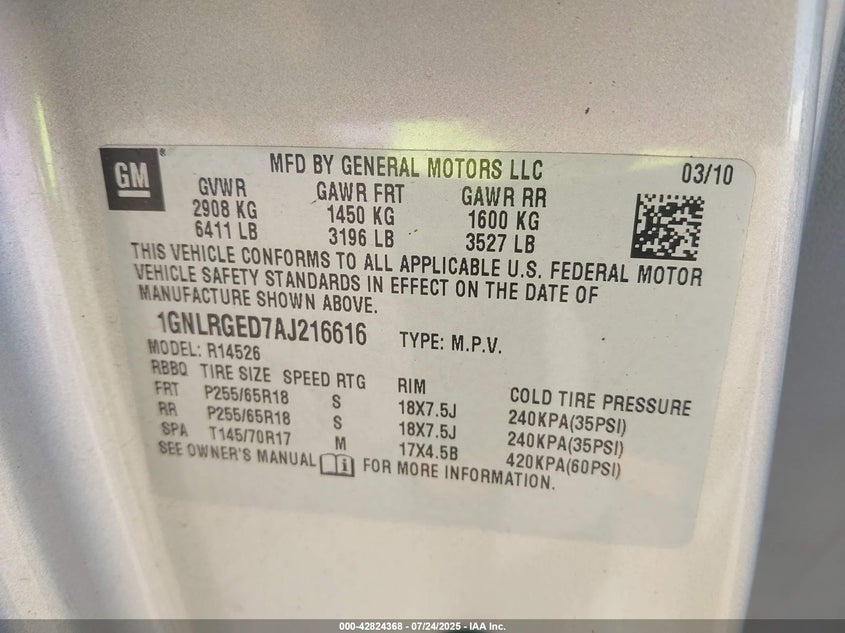 GM
MFD BY GENERAL MOTORS LLC 03/10
GVWR GAWR FRT GAWR RR
2908 KG 1450 KG 1600 KG
6411 LB 3196 LB 3527 LB
THIS VEHICLE CONFORMS TO ALL APPLICABLE U.S. FEDERAL MOTOR
VEHICLE SAFETY STANDARDS IN EFFECT ON THE DATE OF
MANUFACTURE SHOWN ABOVE.
1GNLRGED7AJ216616 TYPE: M.P.V.
MODEL: R14526
RBBQ TIRE SIZE SPEED RTG RIM COLD TIRE PRESSURE
FRT P255/65R18 S 18X7.5J 240KPA(35PSI)
RR P255/65R18 S 18X7.5J 240KPA(35PSI)
SPA T145/70R17 M 17X4.5B 420KPA(60PSI)
SEE OWNER'S MANUAL FOR MORE INFORMATION.
000-42824368 - 07/24/2025 - IAA Inc.